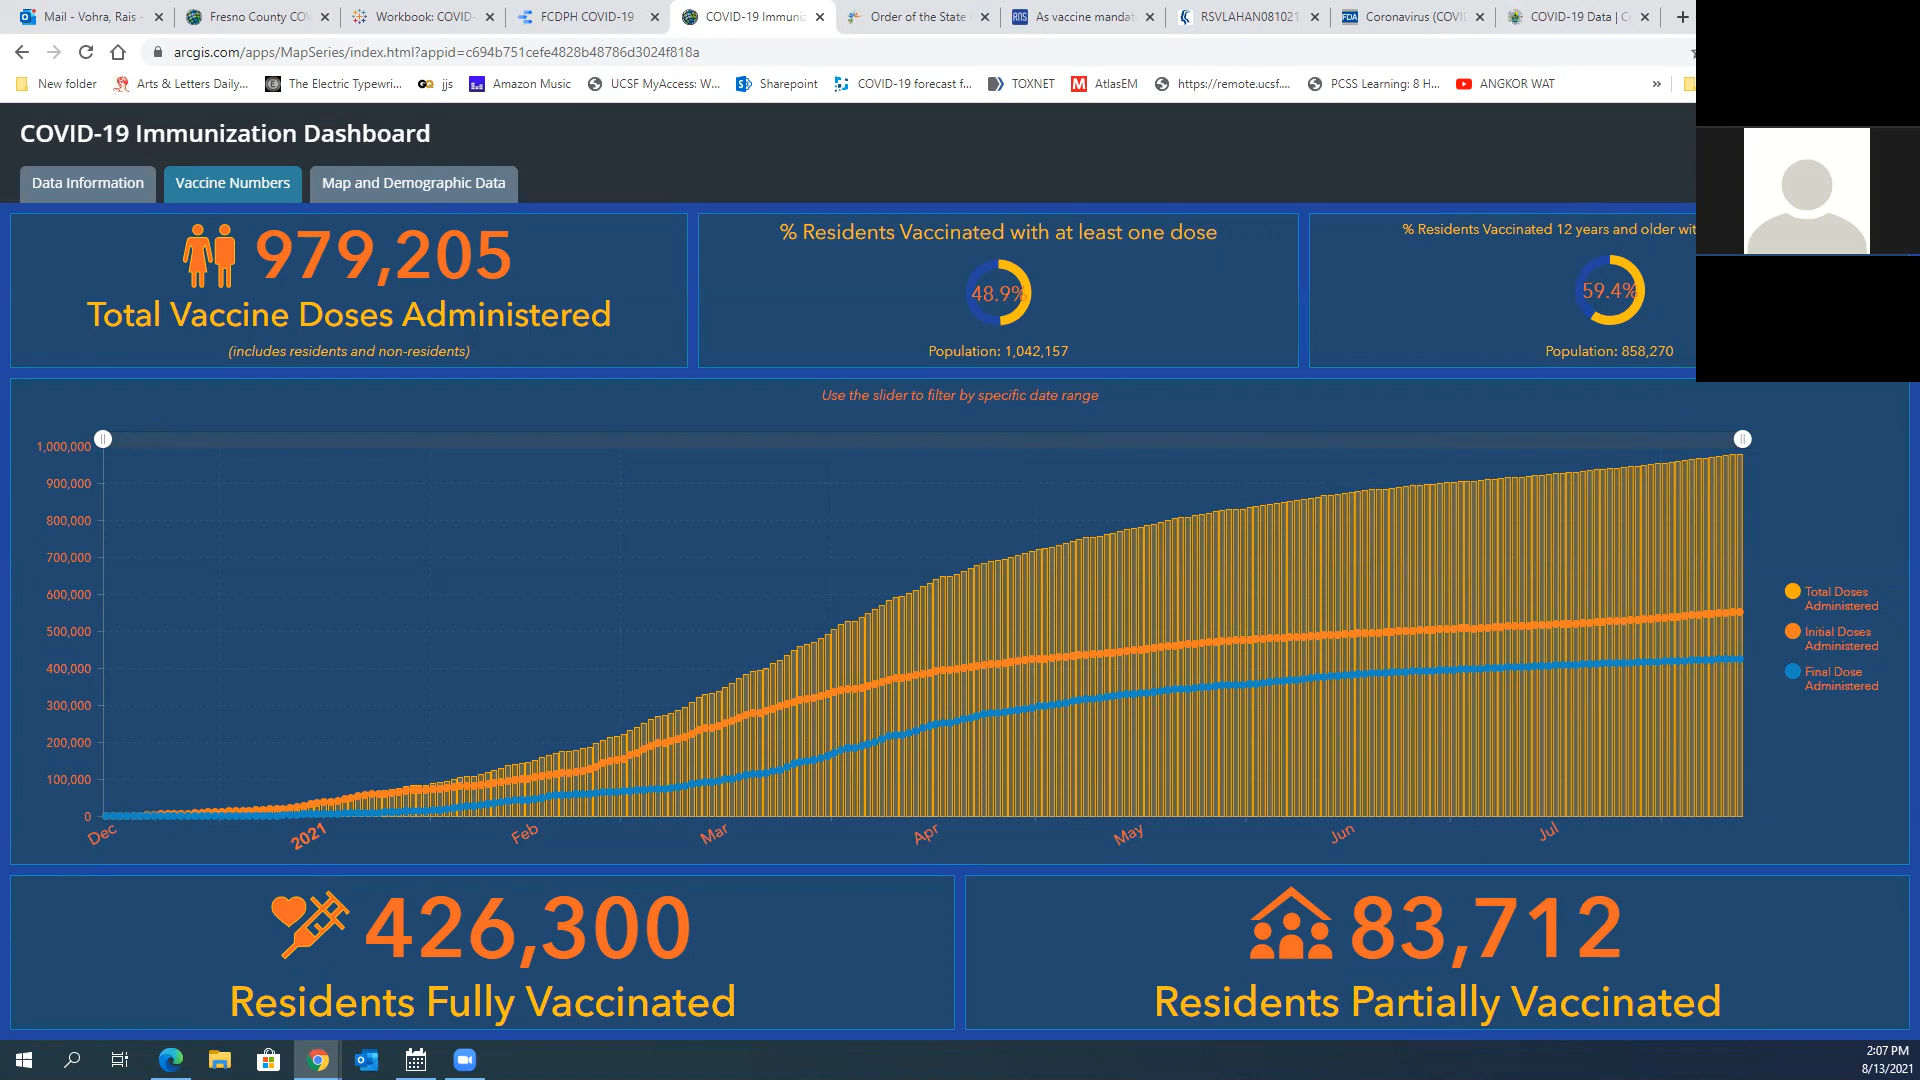 Mail - Vohra, Rais -
Fresno County CO
Workbook: COVID-
FCDPH COVID-19
COVID-19 Immuni
Order of the State
As vaccine manda
RSVLAHAN081021
Coronavirus (COVI
COVID-19 Data | C
arcgis.com/apps/MapSeries/index.html?appid=c694b751cefe4828b48786d3024f818a
New folder
Arts & Letters Daily...
The Electric Typewri...
jjs
Amazon Music
UCSF MyAccess: W...
Sharepoint
COVID-19 forecast f...
TOXNET
AtlasEM
https://remote.ucsf....
PCSS Learning: 8 H...
ANGKOR WAT
»
COVID-19 Immunization Dashboard
Data Information
Vaccine Numbers
Map and Demographic Data
979,205
Total Vaccine Doses Administered
(includes residents and non-residents)
% Residents Vaccinated with at least one dose
48.9%
Population: 1,042,157
% Residents Vaccinated 12 years and older wit
59.4%
Population: 858,270
Use the slider to filter by specific date range
1,000,000
900,000
800,000
700,000
600,000
500,000
400,000
300,000
200,000
100,000
0
Dec
2021
Feb
Mar
Apr
May
Jun
Jul
Total Doses
Administered
Initial Doses
Administered
Final Dose
Administered
426,300
Residents Fully Vaccinated
83,712
Residents Partially Vaccinated
2:07 PM
8/13/2021